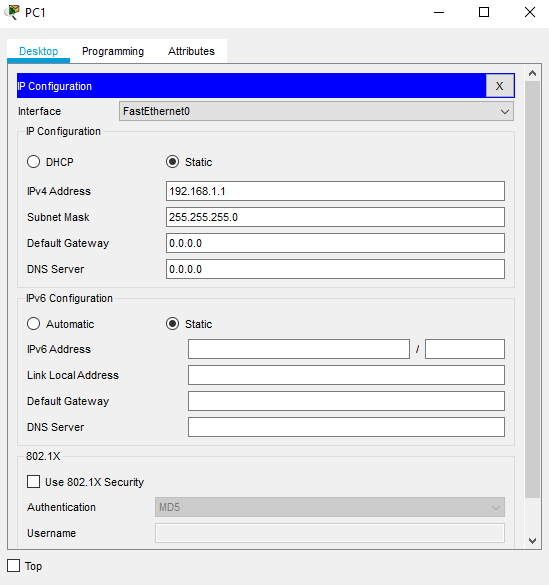 PC1
Desktop Programming Attributes
IP Configuration X
Interface FastEthernet0
IP Configuration
DHCP Static
IPv4 Address 192.168.1.1
Subnet Mask 255.255.255.0
Default Gateway 0.0.0.0
DNS Server 0.0.0.0
IPv6 Configuration
Automatic Static
IPv6 Address /
Link Local Address
Default Gateway
DNS Server
802.1X
Use 802.1X Security
Authentication MD5
Username
Top